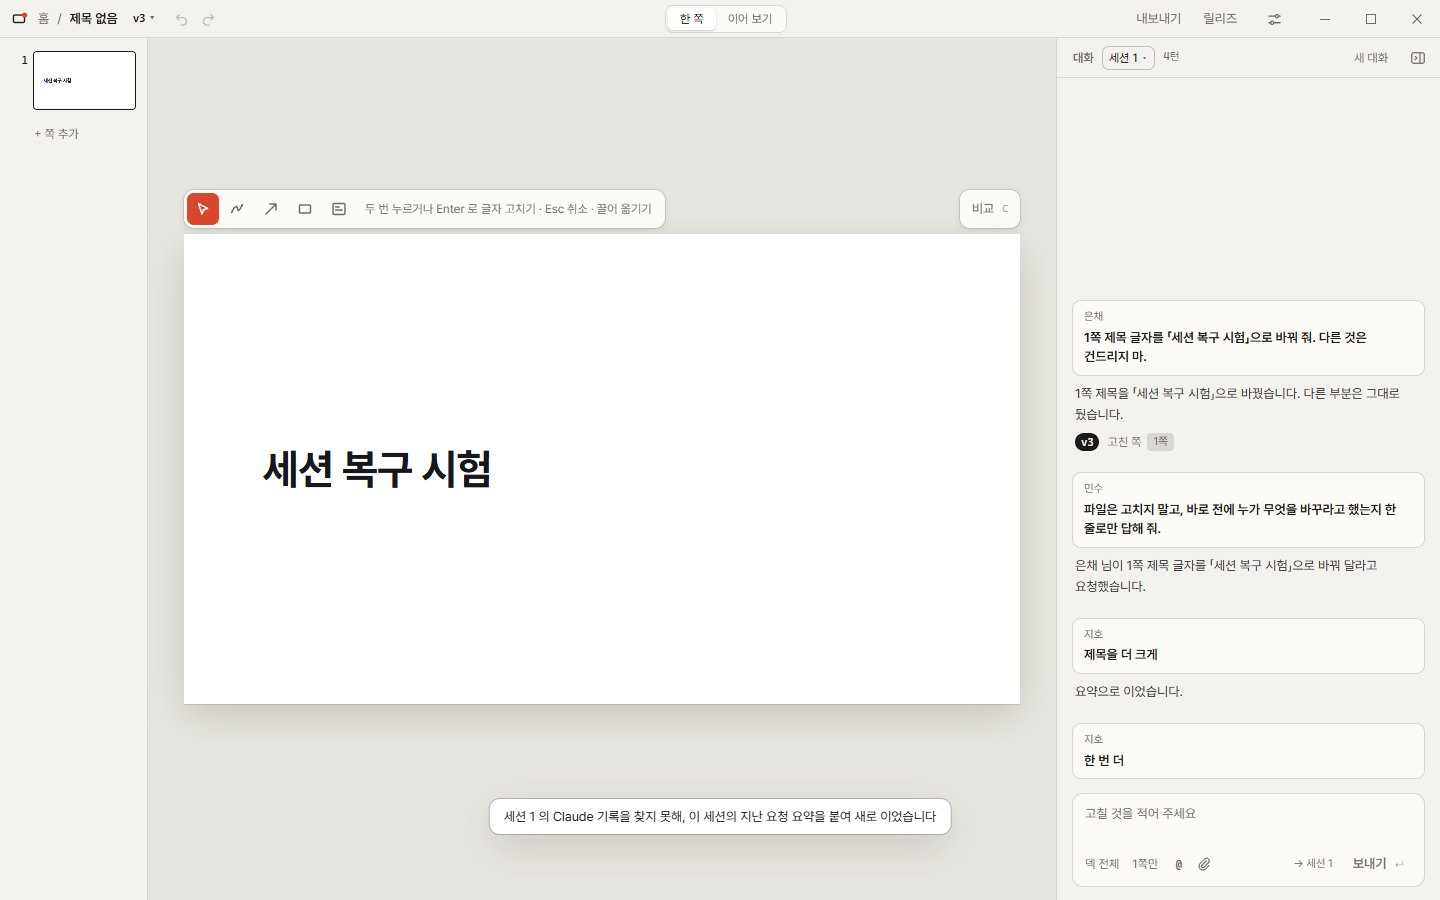 홈 / 제목 없음 v3
한 쪽 이어 보기
내보내기 릴리즈
1
세션 복구 시험
+ 쪽 추가
두 번 누르거나 Enter 로 글자 고치기 · Esc 취소 · 끌어 옮기기
비교 C
세션 복구 시험
세션 1 의 Claude 기록을 찾지 못해, 이 세션의 지난 요청 요약을 붙여 새로 이었습니다
대화 세션 1 4턴 새 대화
은채
1쪽 제목 글자를 「세션 복구 시험」으로 바꿔 줘. 다른 것은
건드리지 마.
1쪽 제목을 「세션 복구 시험」으로 바꿨습니다. 다른 부분은 그대로
뒀습니다.
v3 고친 쪽 1쪽
민수
파일은 고치지 말고, 바로 전에 누가 무엇을 바꾸라고 했는지 한
줄로만 답해 줘.
은채 님이 1쪽 제목 글자를 「세션 복구 시험」으로 바꿔 달라고
요청했습니다.
지호
제목을 더 크게
요약으로 이었습니다.
지호
한 번 더
고칠 것을 적어 주세요
덱 전체 1쪽만 @ → 세션 1 보내기 ↵